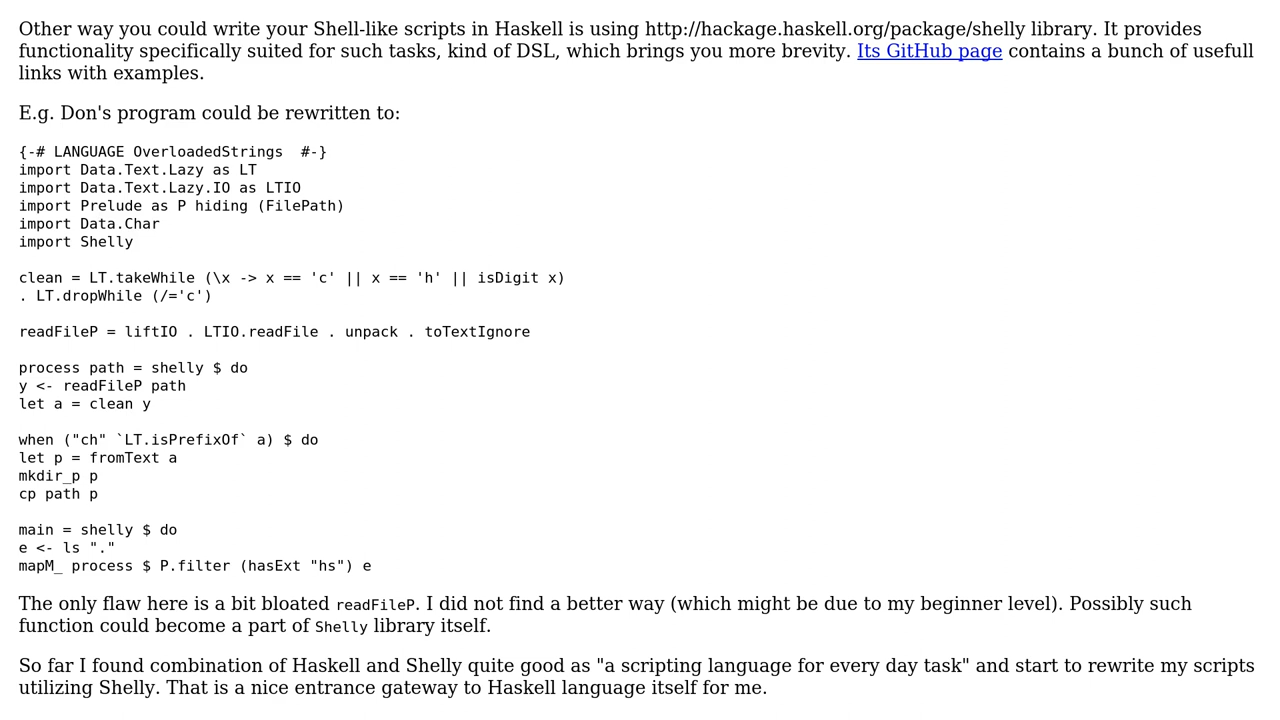 Other way you could write your Shell-like scripts in Haskell is using http://hackage.haskell.org/package/shelly library. It provides
functionality specifically suited for such tasks, kind of DSL, which brings you more brevity. Its GitHub page contains a bunch of usefull
links with examples.
E.g. Don's program could be rewritten to:
{-# LANGUAGE OverloadedStrings  #-}
import Data.Text.Lazy as LT
import Data.Text.Lazy.IO as LTIO
import Prelude as P hiding (FilePath)
import Data.Char
import Shelly
clean = LT.takeWhile (\x -> x == 'c' || x == 'h' || isDigit x)
. LT.dropWhile (/='c')
readFileP = liftIO . LTIO.readFile . unpack . toTextIgnore
process path = shelly $ do
y <- readFileP path
let a = clean y
when ("ch" `LT.isPrefixOf` a) $ do
let p = fromText a
mkdir_p p
cp path p
main = shelly $ do
e <- ls "."
mapM_ process $ P.filter (hasExt "hs") e
The only flaw here is a bit bloated readFileP. I did not find a better way (which might be due to my beginner level). Possibly such
function could become a part of Shelly library itself.
So far I found combination of Haskell and Shelly quite good as "a scripting language for every day task" and start to rewrite my scripts
utilizing Shelly. That is a nice entrance gateway to Haskell language itself for me.